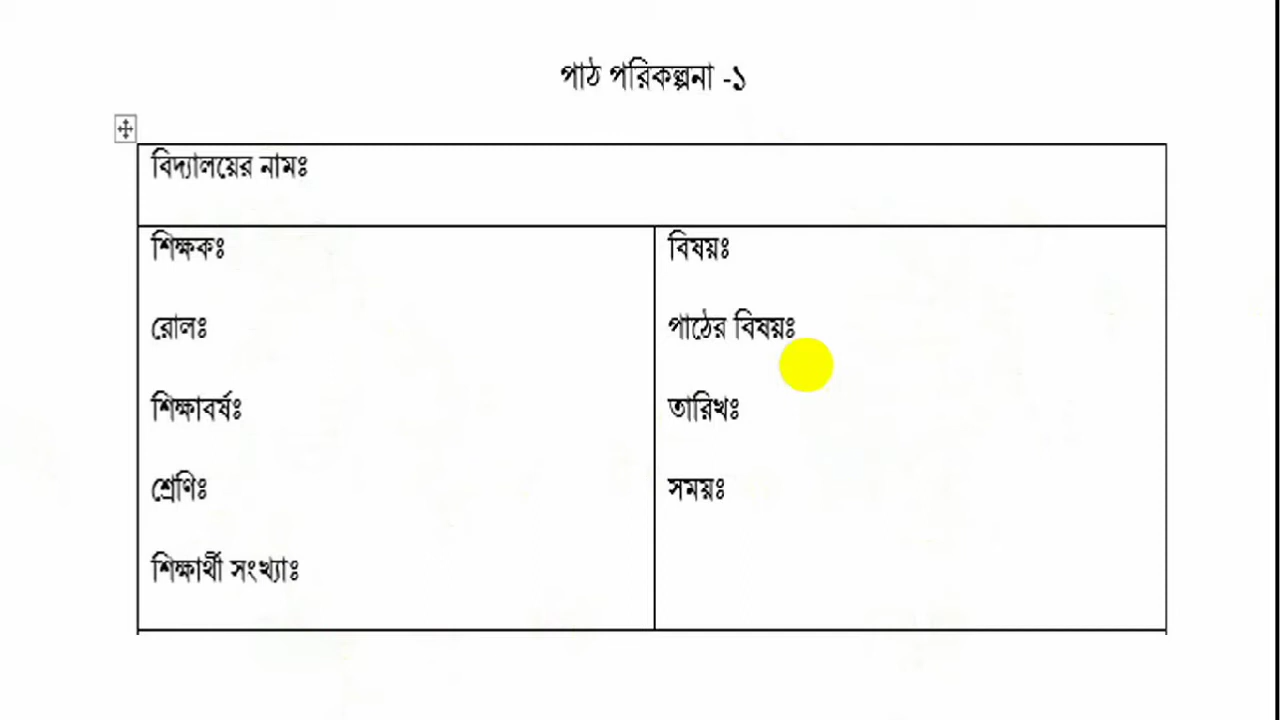 পাঠ পরিকল্পনা -১
বিদ্যালয়ের নামঃ
শিক্ষকঃ
রোলঃ
শিক্ষাবর্ষঃ
শ্রেণিঃ
শিক্ষার্থী সংখ্যাঃ
বিষয়ঃ
পাঠের বিষয়ঃ
তারিখঃ
সময়ঃ